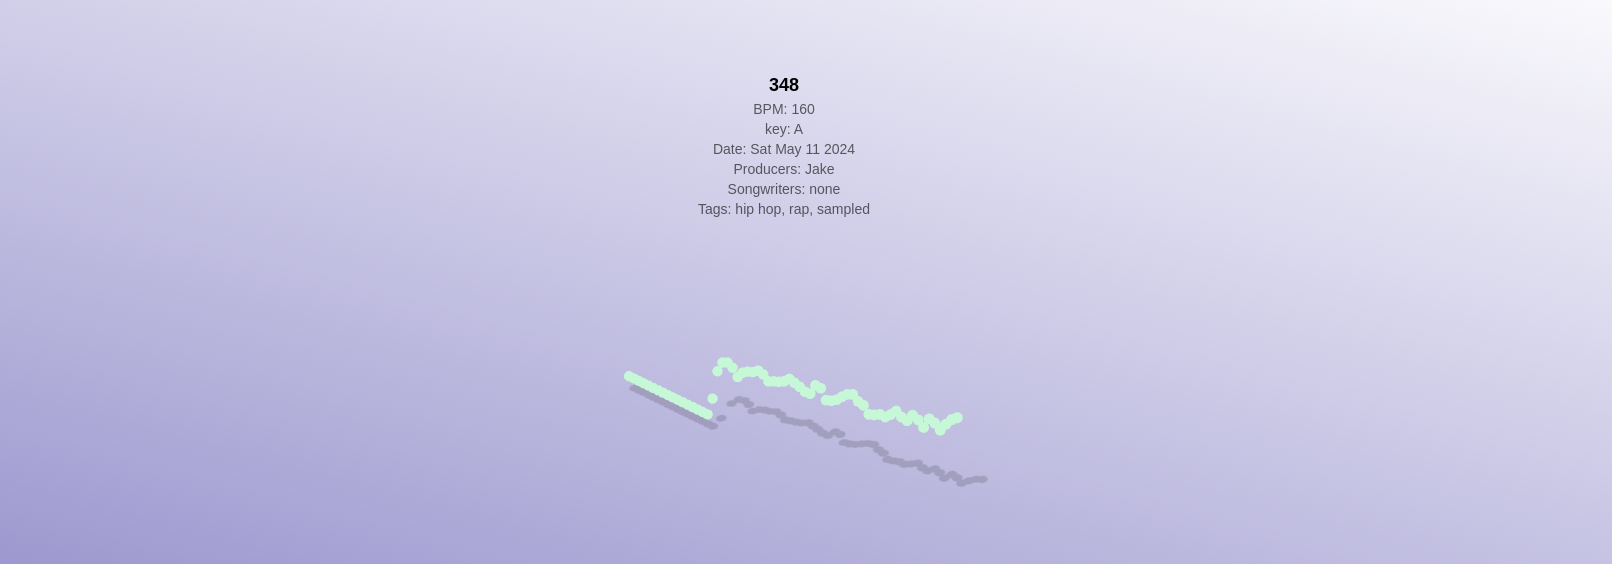 348
BPM: 160
key: A
Date: Sat May 11 2024
Producers: Jake
Songwriters: none
Tags: hip hop, rap, sampled